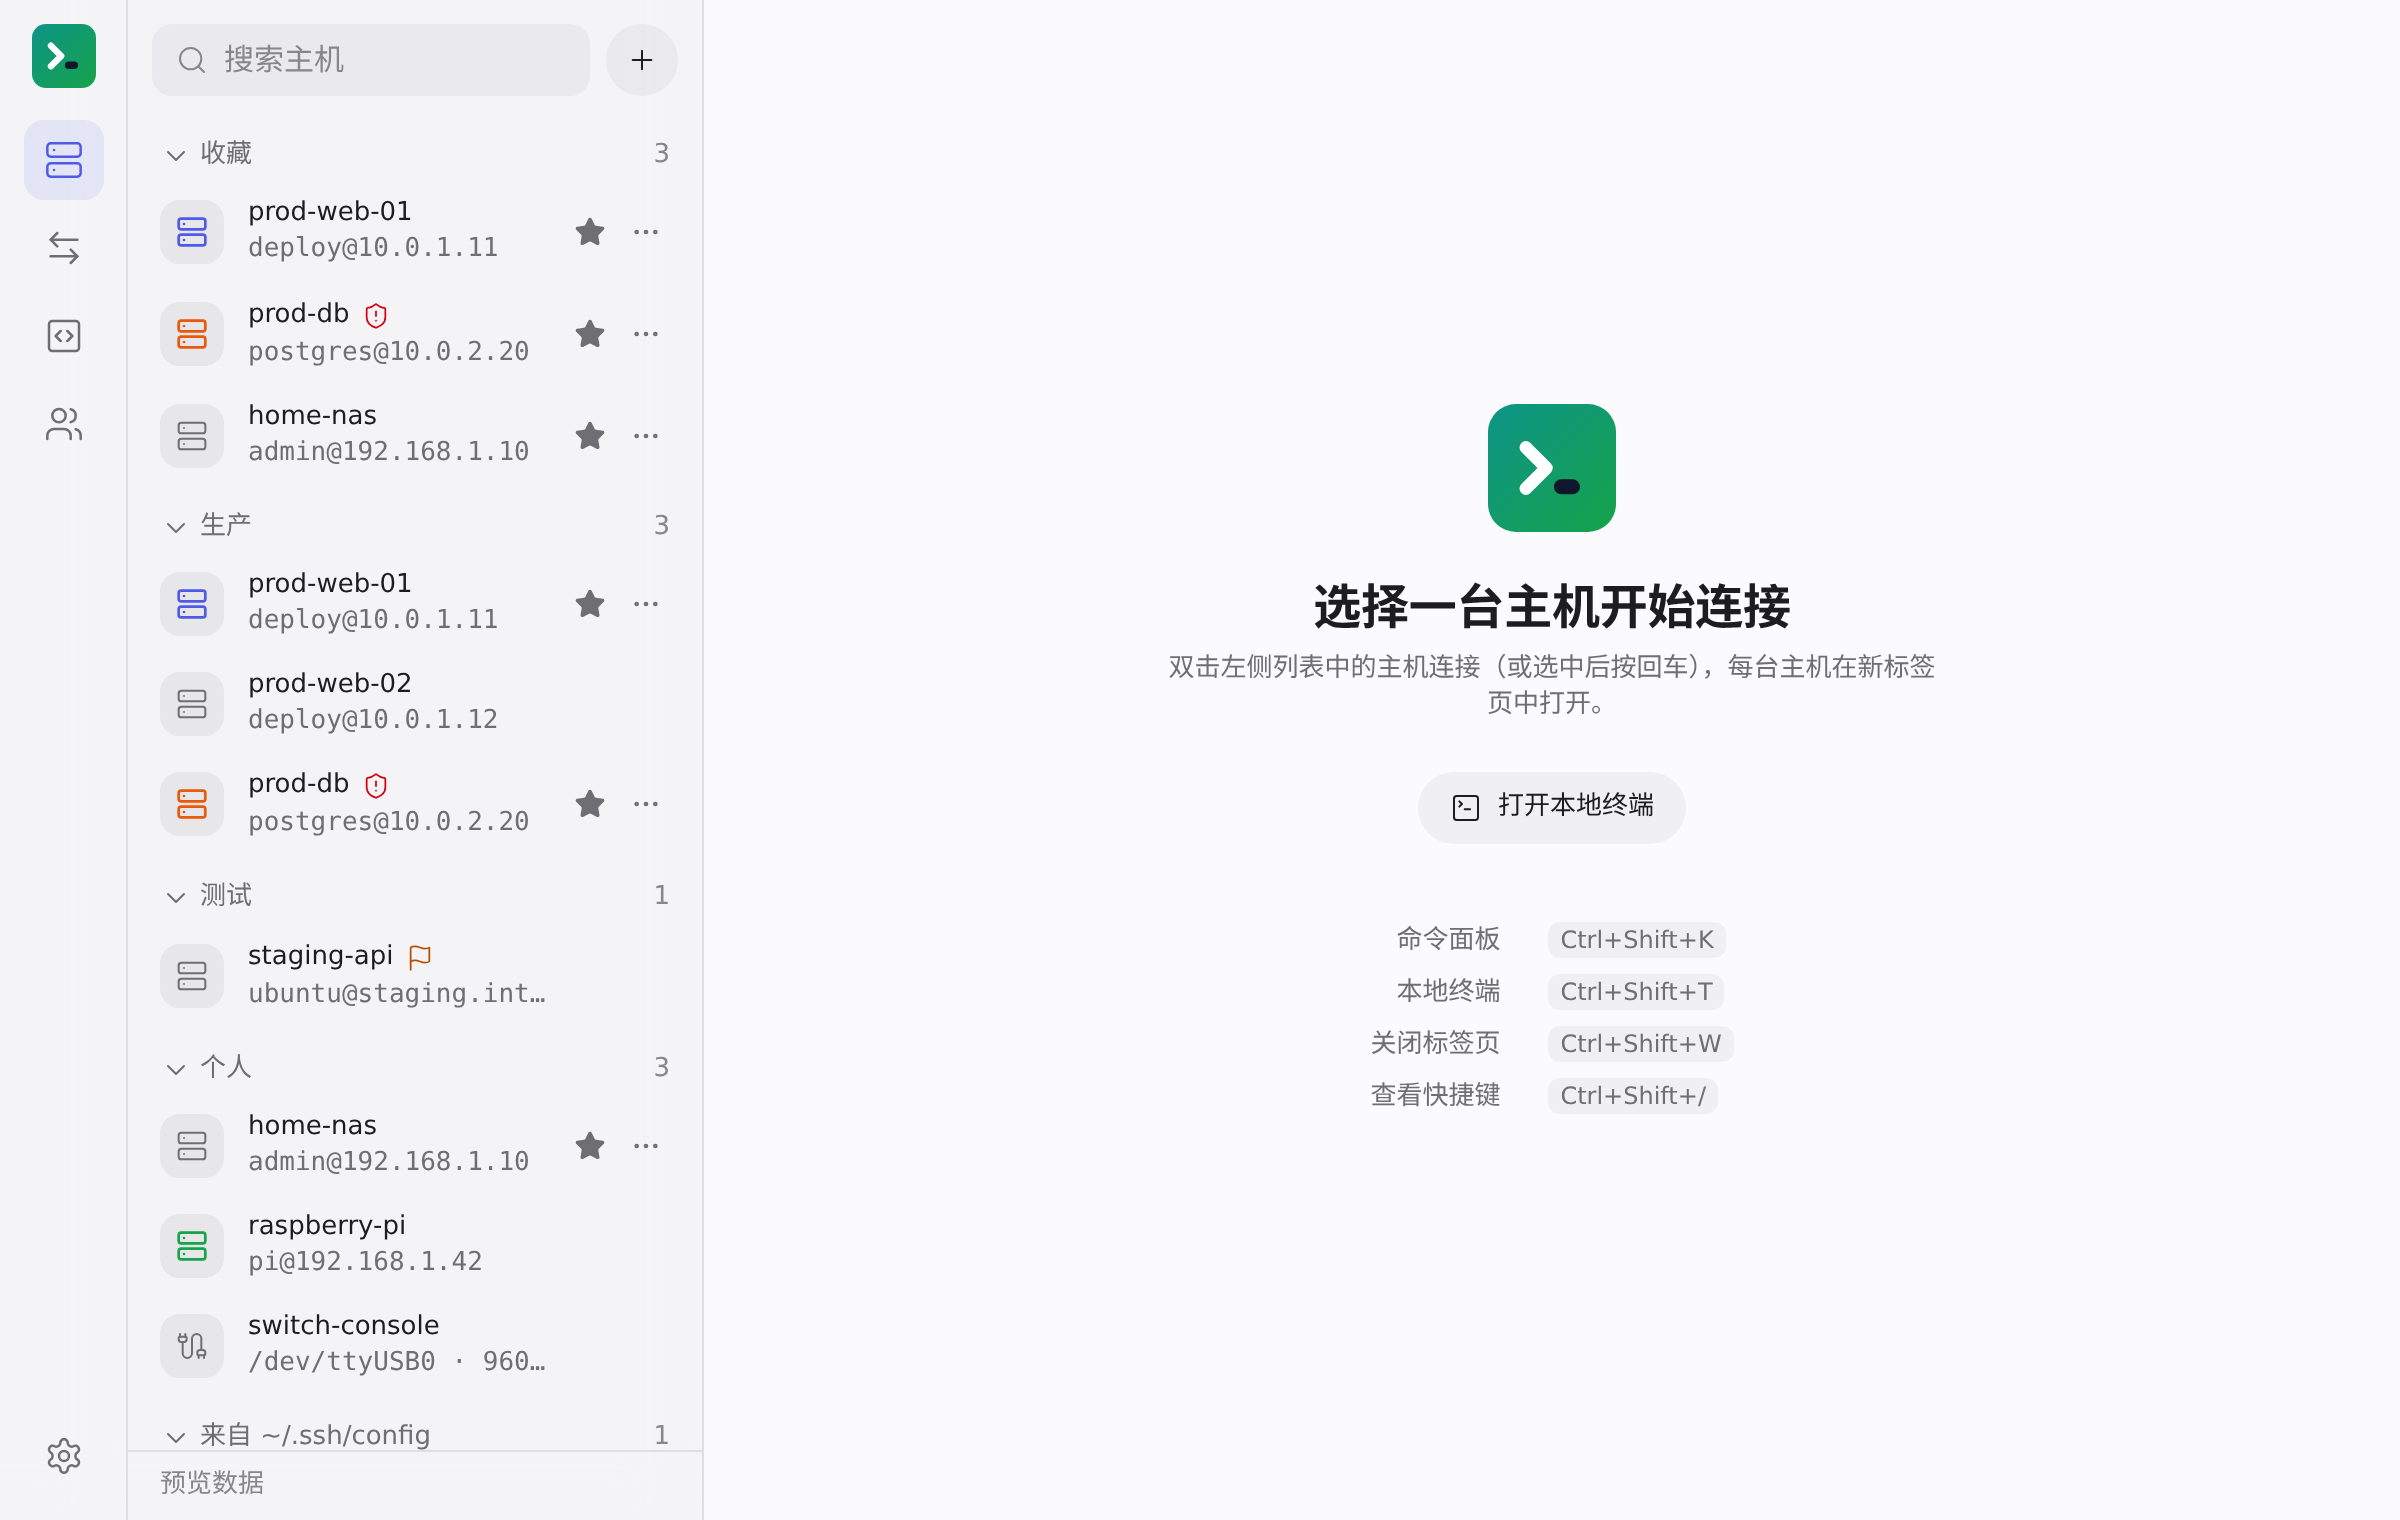 搜索主机
收藏 3
prod-web-01
deploy@10.0.1.11
prod-db
postgres@10.0.2.20
home-nas
admin@192.168.1.10
生产 3
prod-web-01
deploy@10.0.1.11
prod-web-02
deploy@10.0.1.12
prod-db
postgres@10.0.2.20
测试 1
staging-api
ubuntu@staging.int…
个人 3
home-nas
admin@192.168.1.10
raspberry-pi
pi@192.168.1.42
switch-console
/dev/ttyUSB0 · 960…
来自 ~/.ssh/config 1
预览数据
选择一台主机开始连接
双击左侧列表中的主机连接（或选中后按回车），每台主机在新标签
页中打开。
打开本地终端
命令面板 Ctrl+Shift+K
本地终端 Ctrl+Shift+T
关闭标签页 Ctrl+Shift+W
查看快捷键 Ctrl+Shift+/